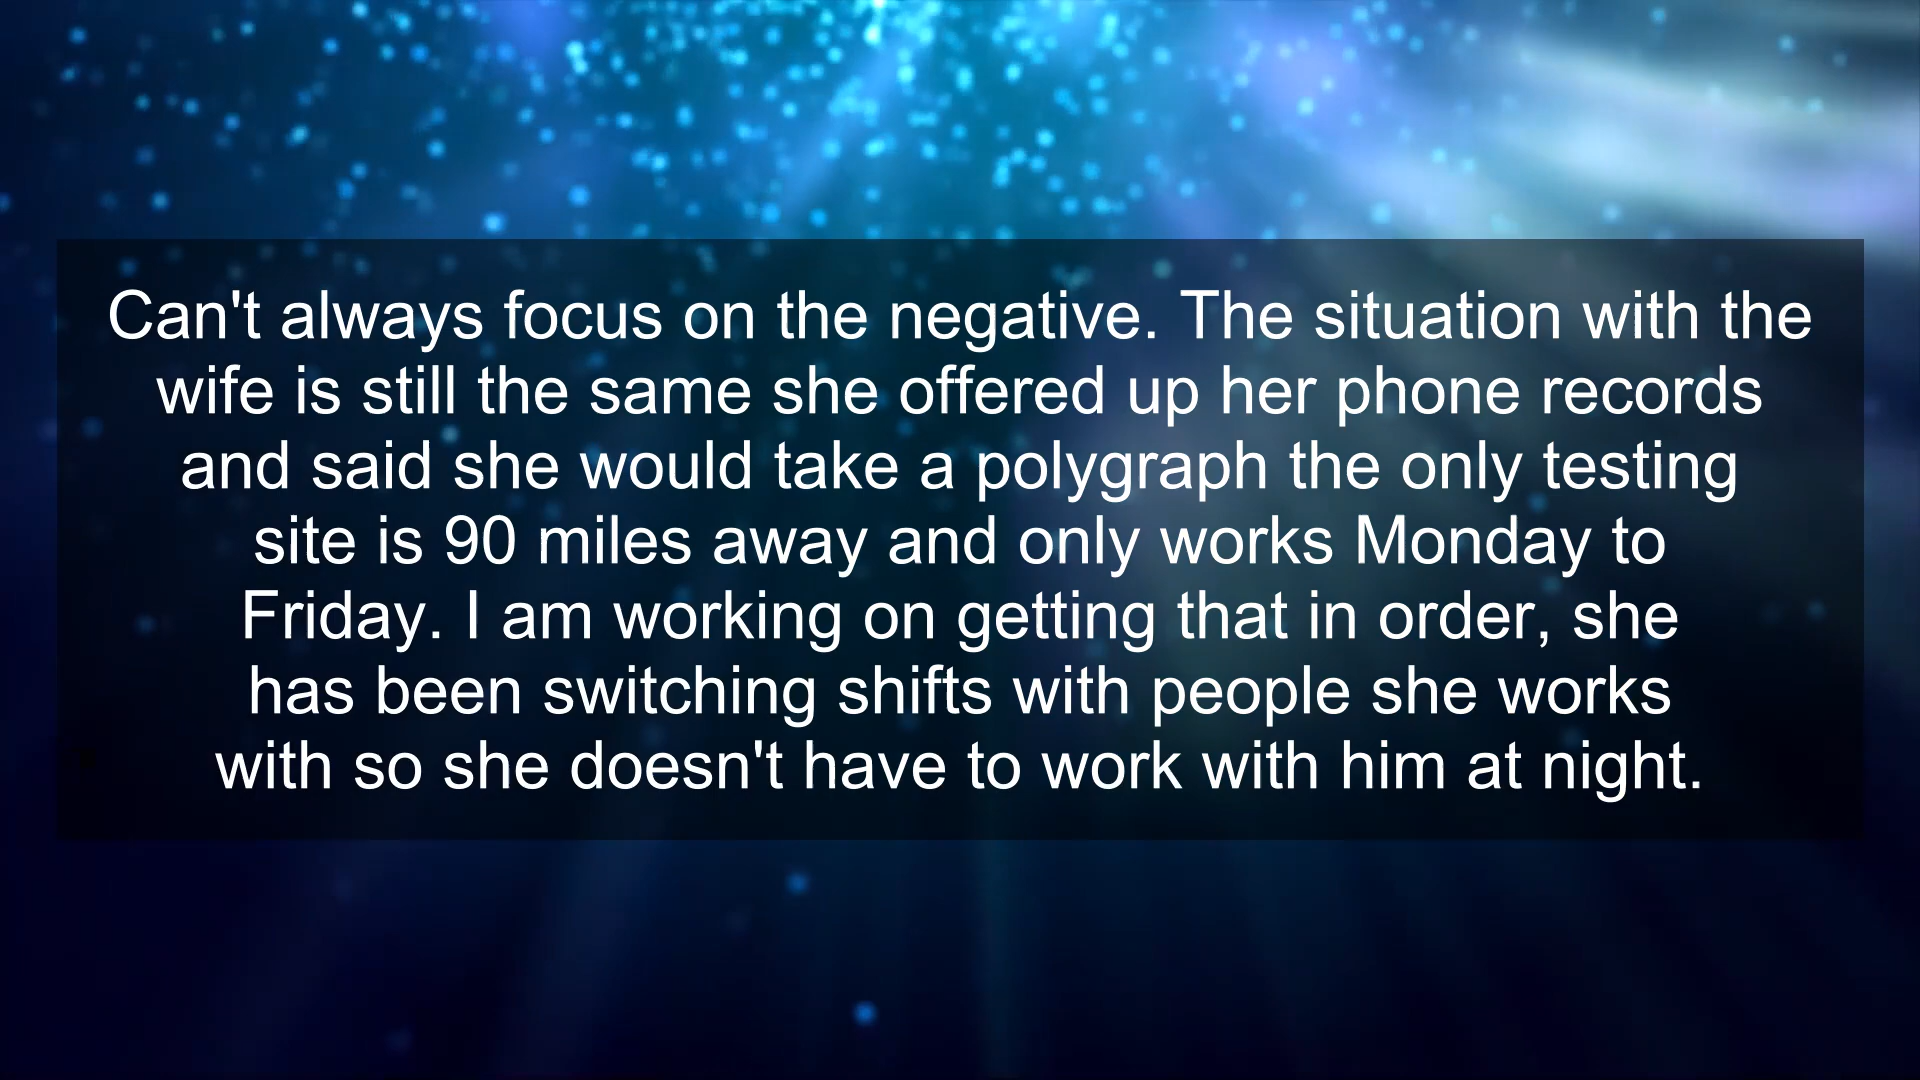 Can't always focus on the negative. The situation with the
wife is still the same she offered up her phone records
and said she would take a polygraph the only testing
site is 90 miles away and only works Monday to
Friday. I am working on getting that in order, she
has been switching shifts with people she works
with so she doesn't have to work with him at night.